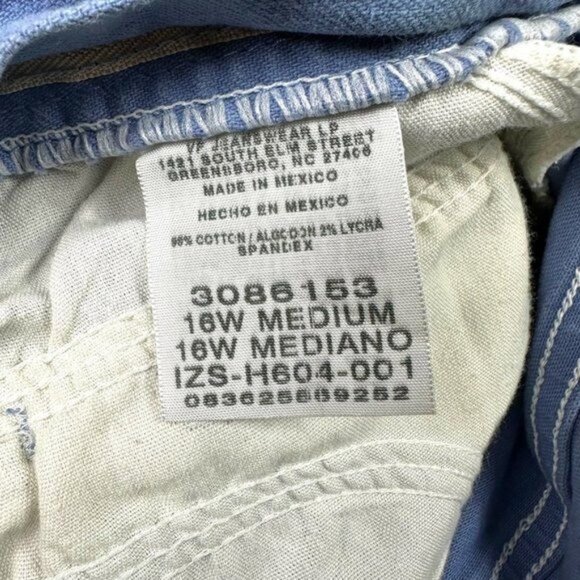 VF JEANSWEAR LP
1421 SOUTH ELM STREET
GREENSBORO, NC 27406
MADE IN MEXICO
HECHO EN MEXICO
98% COTTON / ALGODON 2% LYCRA
SPANDEX
3086153
16W MEDIUM
16W MEDIANO
IZS-H604-001